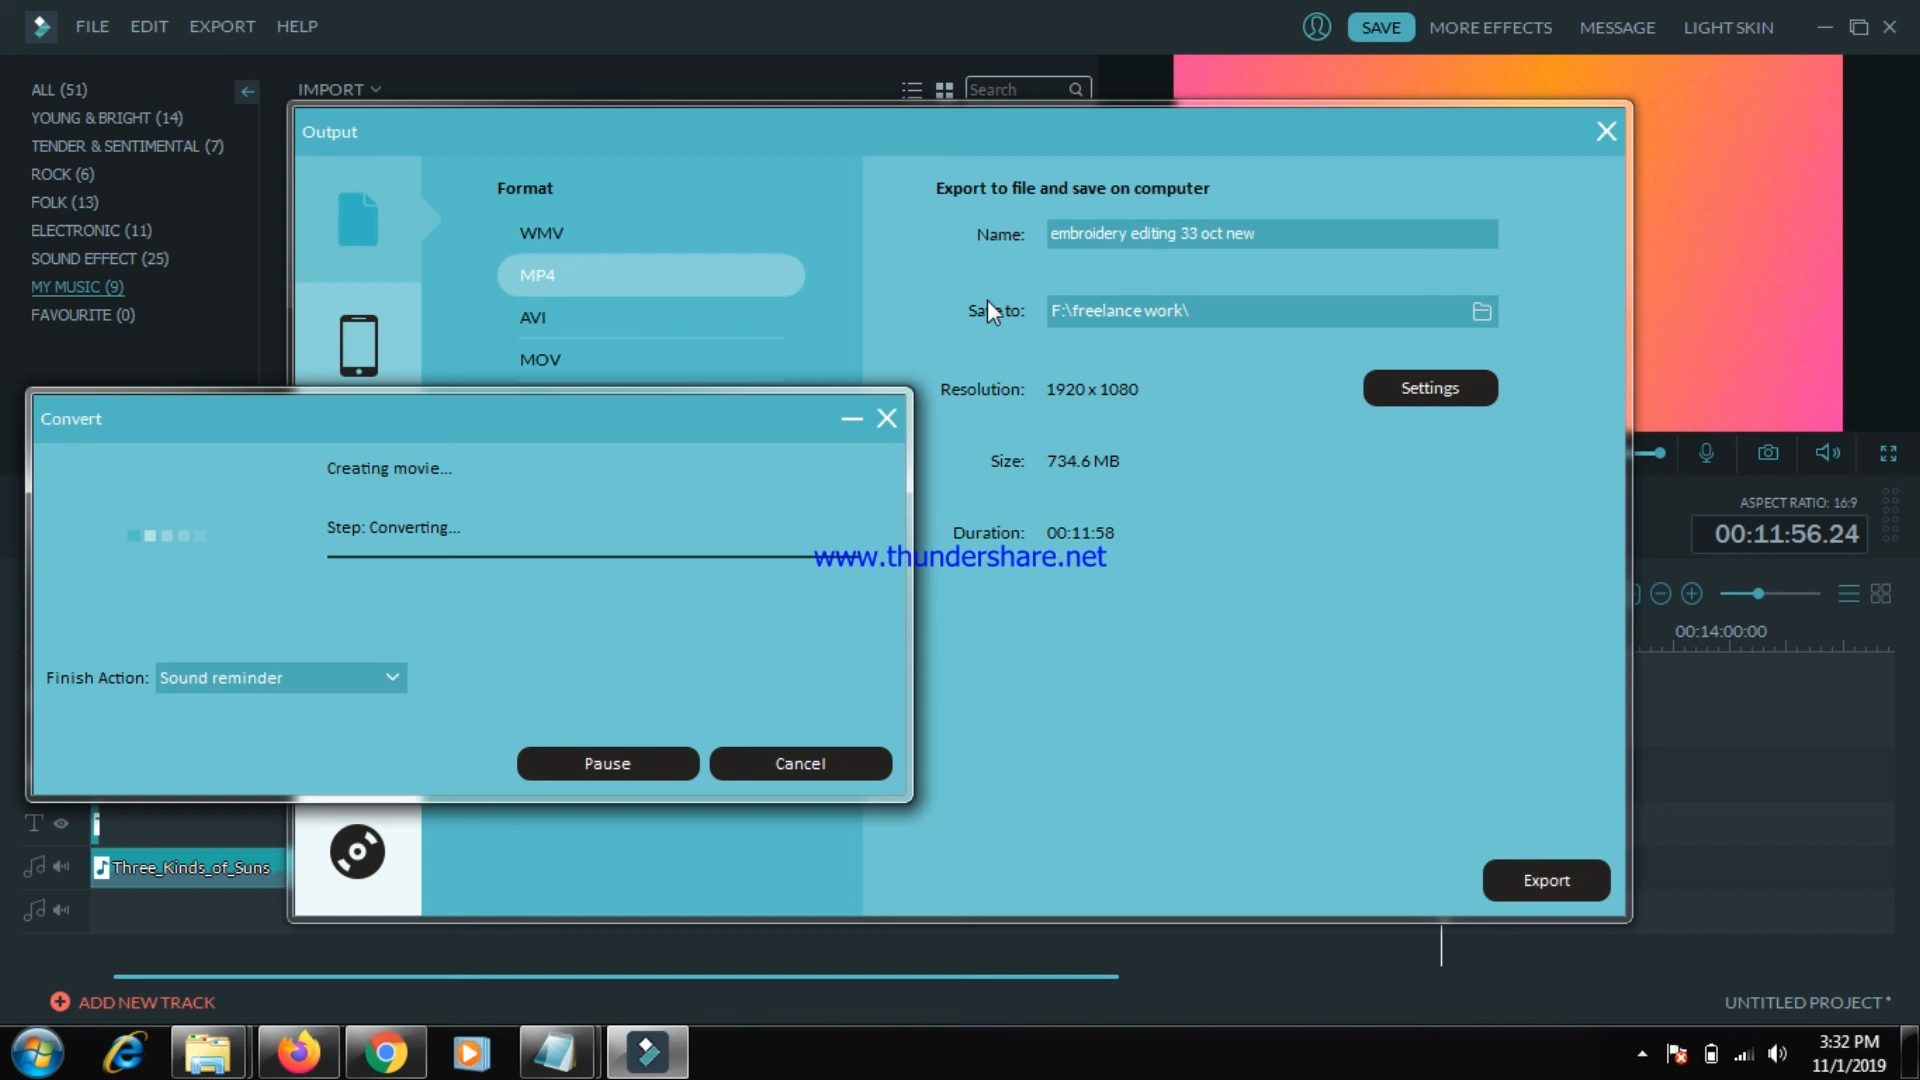 FILE EDIT EXPORT HELP
SAVE MORE EFFECTS MESSAGE LIGHT SKIN
ALL (51)
YOUNG & BRIGHT (14)
TENDER & SENTIMENTAL (7)
ROCK (6)
FOLK (13)
ELECTRONIC (11)
SOUND EFFECT (25)
MY MUSIC (9)
FAVOURITE (0)
IMPORT
Search
Output
Format
WMV
MP4
AVI
MOV
Export to file and save on computer
Name: embroidery editing 33 oct new
to: F:\freelance work\
Resolution: 1920 x 1080 Settings
Size: 734.6 MB
Duration: 00:11:58
www.thundershare.net
Export
Convert
Creating movie...
Step: Converting...
Finish Action: Sound reminder
Pause Cancel
ASPECT RATIO: 16:9
00:11:56.24
00:14:00:00
T
Three_Kinds_of_Suns
ADD NEW TRACK
UNTITLED PROJECT *
3:32 PM
11/1/2019